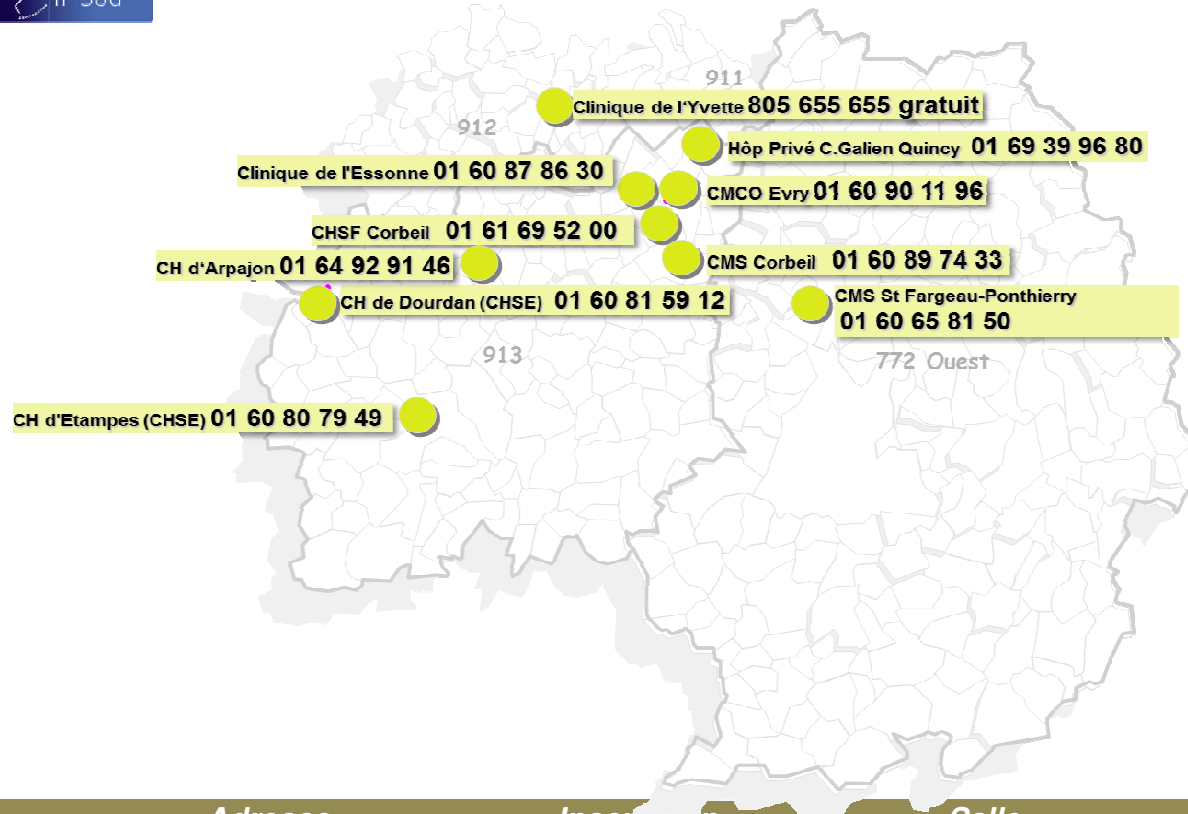 911
Clinique de l'Yvette 805 655 655 gratuit
912
Hôp Privé C.Galien Quincy 01 69 39 96 80
Clinique de l'Essonne 01 60 87 86 30
CMCO Evry 01 60 90 11 96
CHSF Corbeil 01 61 69 52 00
CH d'Arpajon 01 64 92 91 46
CMS Corbeil 01 60 89 74 33
CH de Dourdan (CHSE) 01 60 81 59 12
CMS St Fargeau-Ponthierry
01 60 65 81 50
913
772 Ouest
CH d'Etampes (CHSE) 01 60 80 79 49